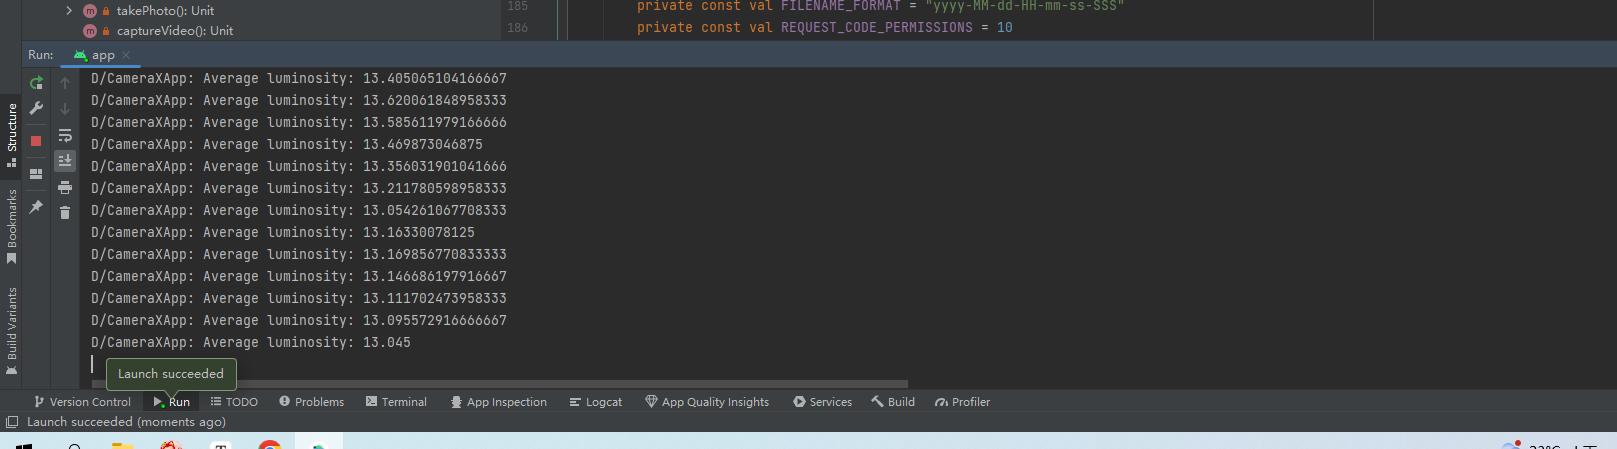 takePhoto(): Unit
captureVideo(): Unit
185 private const val FILENAME_FORMAT = "yyyy-MM-dd-HH-mm-ss-SSS"
186 private const val REQUEST_CODE_PERMISSIONS = 10
Run: app
D/CameraXApp: Average luminosity: 13.405065104166667
D/CameraXApp: Average luminosity: 13.620061848958333
D/CameraXApp: Average luminosity: 13.585611979166666
D/CameraXApp: Average luminosity: 13.469873046875
D/CameraXApp: Average luminosity: 13.356031901041666
D/CameraXApp: Average luminosity: 13.211780598958333
D/CameraXApp: Average luminosity: 13.054261067708333
D/CameraXApp: Average luminosity: 13.16330078125
D/CameraXApp: Average luminosity: 13.169856770833333
D/CameraXApp: Average luminosity: 13.146686197916667
D/CameraXApp: Average luminosity: 13.111702473958333
D/CameraXApp: Average luminosity: 13.095572916666667
D/CameraXApp: Average luminosity: 13.045
Structure
Bookmarks
Build Variants
Launch succeeded
Version Control Run TODO Problems Terminal App Inspection Logcat App Quality Insights Services Build Profiler
Launch succeeded (moments ago)